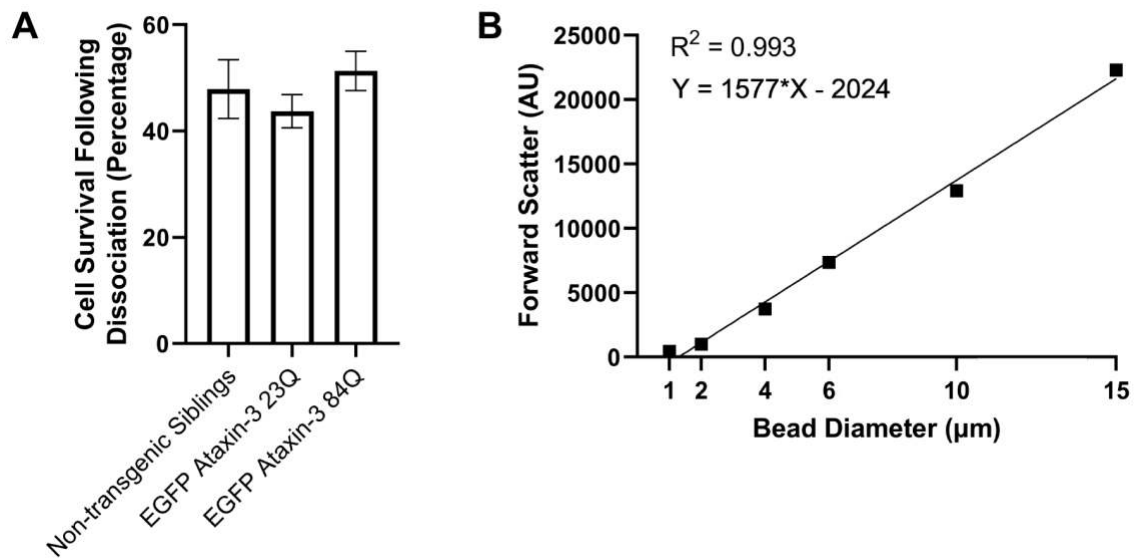 A
Cell Survival Following
Dissociation (Percentage)
60
40
20
0
Non-transgenic Siblings
EGFP Ataxin-3 23Q
EGFP Ataxin-3 84Q
B
R² = 0.993
Y = 1577*X - 2024
Forward Scatter (AU)
25000
20000
15000
10000
5000
0
1 2 4 6 10 15
Bead Diameter (µm)